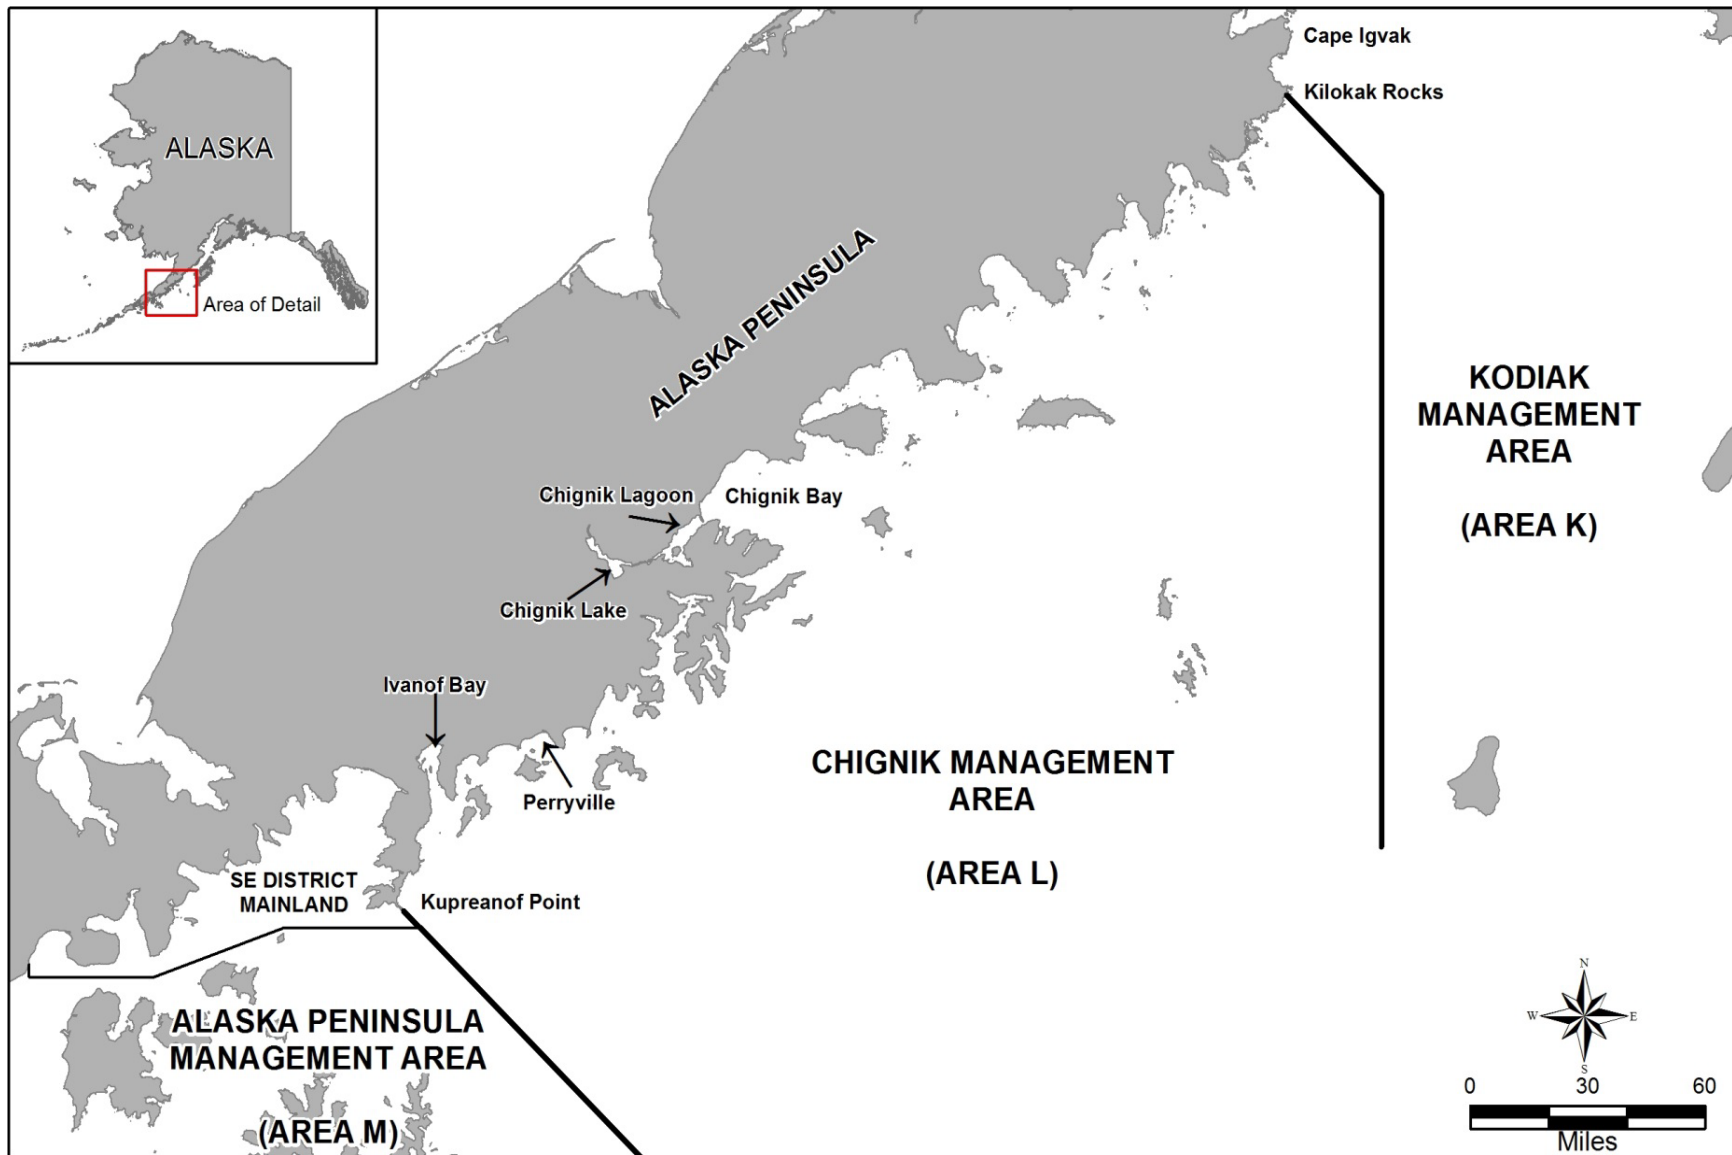 ALASKA
Area of Detail
Cape Igvak
Kilokak Rocks
ALASKA PENINSULA
KODIAK
MANAGEMENT
AREA
(AREA K)
Chignik Lagoon
Chignik Bay
Chignik Lake
Ivanof Bay
Perryville
CHIGNIK MANAGEMENT
AREA
(AREA L)
SE DISTRICT
MAINLAND
Kupreanof Point
ALASKA PENINSULA
MANAGEMENT AREA
(AREA M)
N
W E
S
0 30 60
Miles